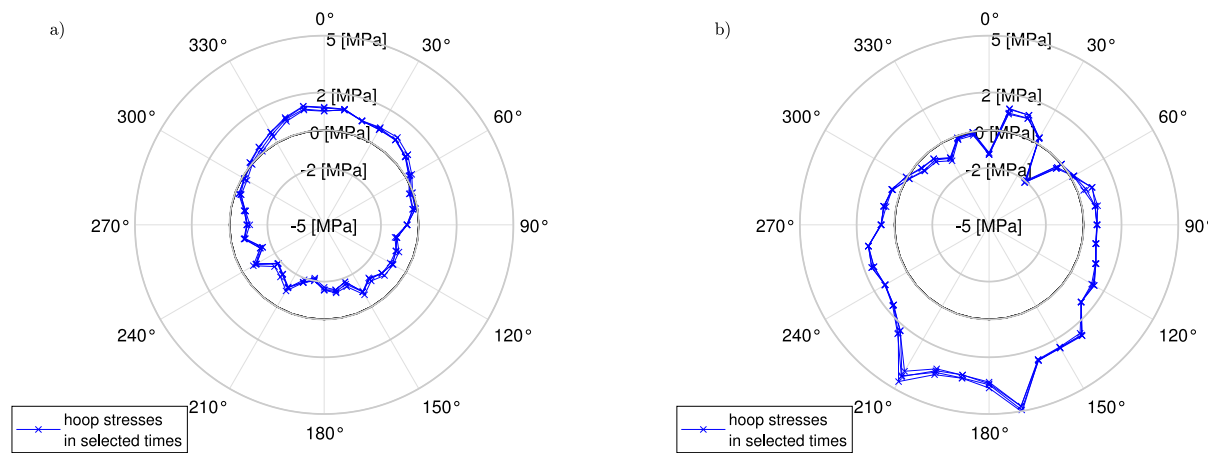 a)
0°
330°
30°
5 [MPa]
300°
60°
2 [MPa]
0 [MPa]
-2 [MPa]
270°
-5 [MPa]
90°
240°
120°
210°
150°
180°
hoop stresses
in selected times
b)
0°
330°
30°
5 [MPa]
300°
60°
2 [MPa]
0 [MPa]
-2 [MPa]
270°
-5 [MPa]
90°
240°
120°
210°
150°
180°
hoop stresses
in selected times